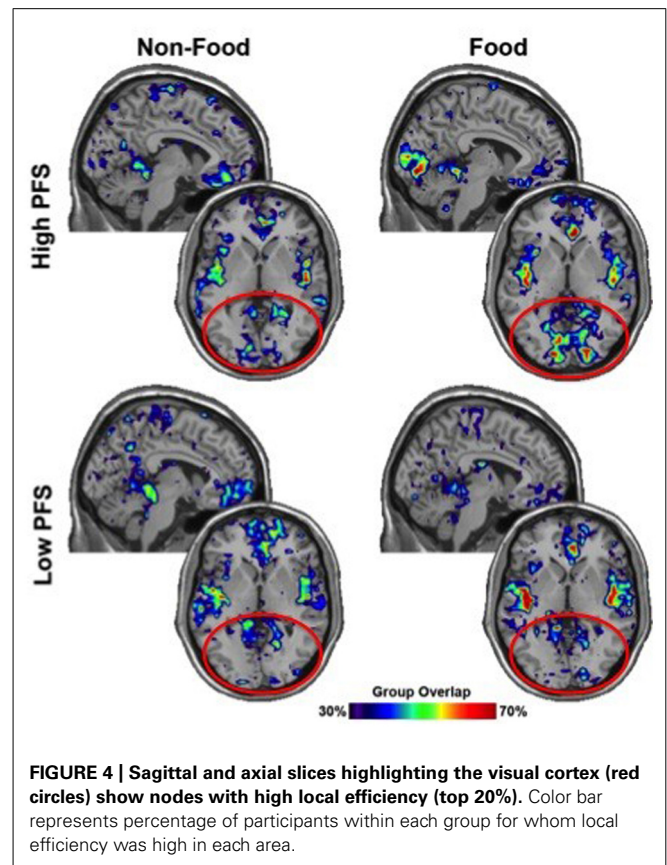 Non-Food Food
High PFS
Low PFS
Group Overlap
30% 70%
FIGURE 4 | Sagittal and axial slices highlighting the visual cortex (red
circles) show nodes with high local efficiency (top 20%). Color bar
represents percentage of participants within each group for whom local
efficiency was high in each area.